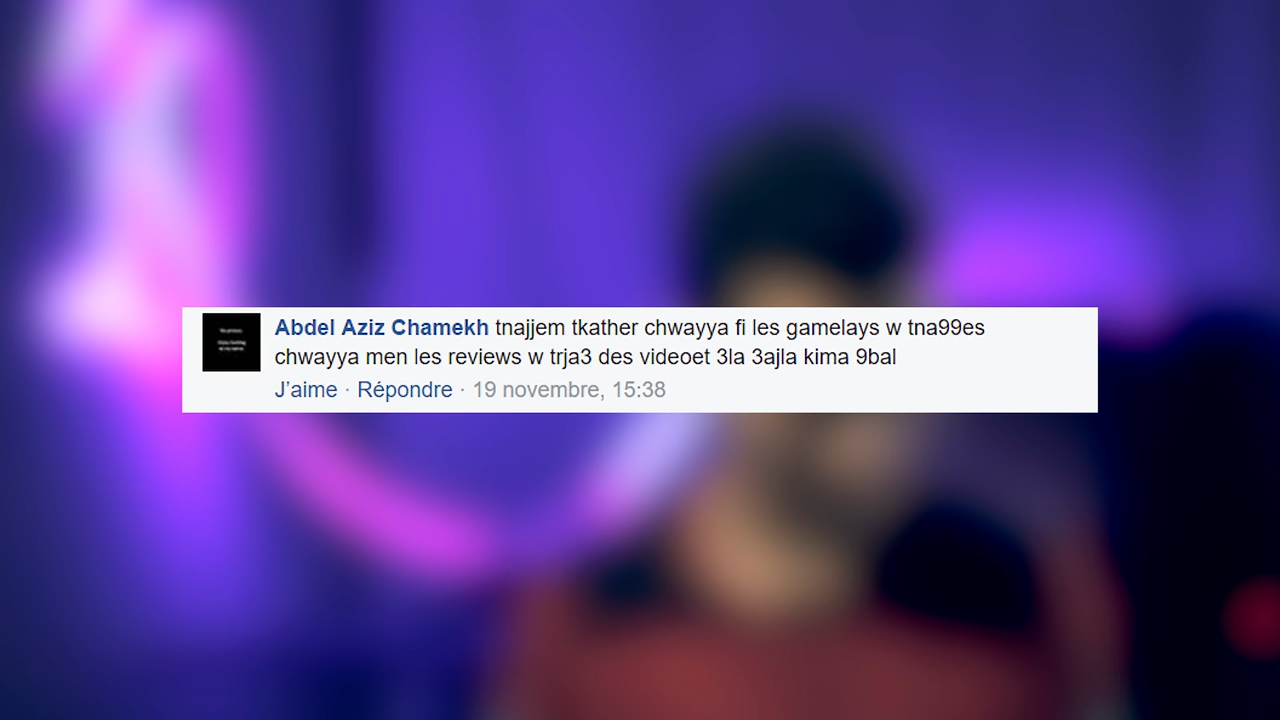 Abdel Aziz Chamekh tnajjem tkather chwayya fi les gamelays w tna99es
chwayya men les reviews w trja3 des videoet 3la 3ajla kima 9bal
J'aime · Répondre · 19 novembre, 15:38